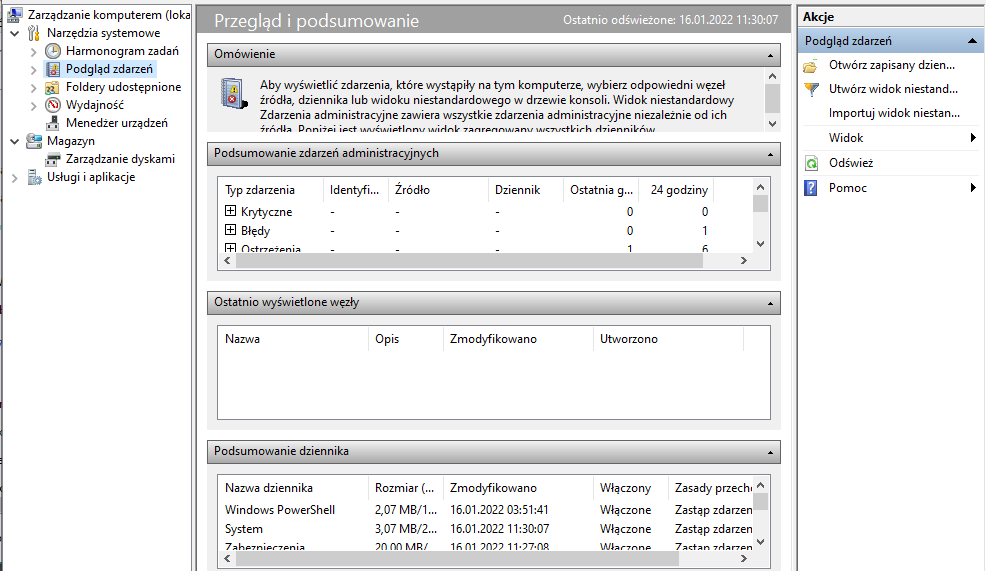 Zarządzanie komputerem (loka
Narzędzia systemowe
Harmonogram zadań
Podgląd zdarzeń
Foldery udostępnione
Wydajność
Menedżer urządzeń
Magazyn
Zarządzanie dyskami
Usługi i aplikacje
Przegląd i podsumowanie Ostatnio odświeżone: 16.01.2022 11:30:07
Omówienie
Aby wyświetlić zdarzenia, które wystąpiły na tym komputerze, wybierz odpowiedni węzeł
źródła, dziennika lub widoku niestandardowego w drzewie konsoli. Widok niestandardowy
Zdarzenia administracyjne zawiera wszystkie zdarzenia administracyjne niezależnie od ich
źródła. Poniżej jest wyświetlony widok zagregowany wszystkich dzienników.
Podsumowanie zdarzeń administracyjnych
Typ zdarzenia Identyfi... Źródło Dziennik Ostatnia g... 24 godziny
Krytyczne - - - 0 0
Błędy - - - 0 1
Ostrzeżenia - - - 1 6
Ostatnio wyświetlone węzły
Nazwa Opis Zmodyfikowano Utworzono
Podsumowanie dziennika
Nazwa dziennika Rozmiar (... Zmodyfikowano Włączony Zasady przecho
Windows PowerShell 2,07 MB/1... 16.01.2022 03:51:41 Włączone Zastąp zdarzen
System 3,07 MB/2... 16.01.2022 11:30:07 Włączone Zastąp zdarzen
Zabezpieczenia 20,00 MB/... 16.01.2022 11:27:08 Włączone Zastąp zdarzen
Akcje
Podgląd zdarzeń
Otwórz zapisany dzien...
Utwórz widok niestand...
Importuj widok niestan...
Widok
Odśwież
Pomoc